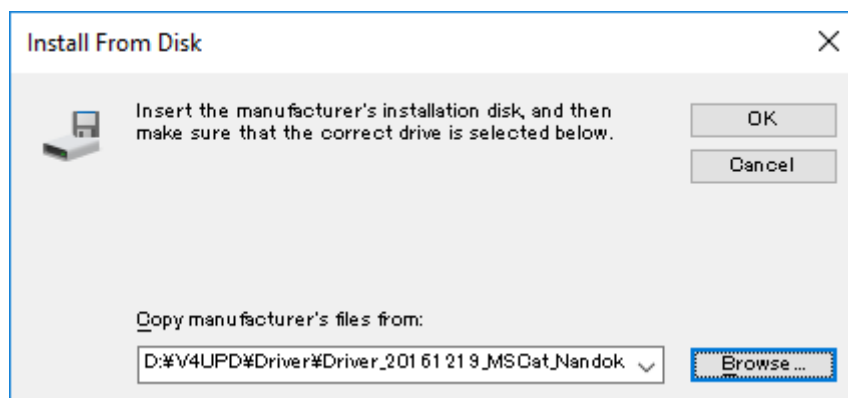 Install From Disk
Insert the manufacturer's installation disk, and then
make sure that the correct drive is selected below.
OK
Cancel
Copy manufacturer's files from:
D:¥V4UPD¥Driver¥Driver_20161219_MSCat_Nandok
Browse...